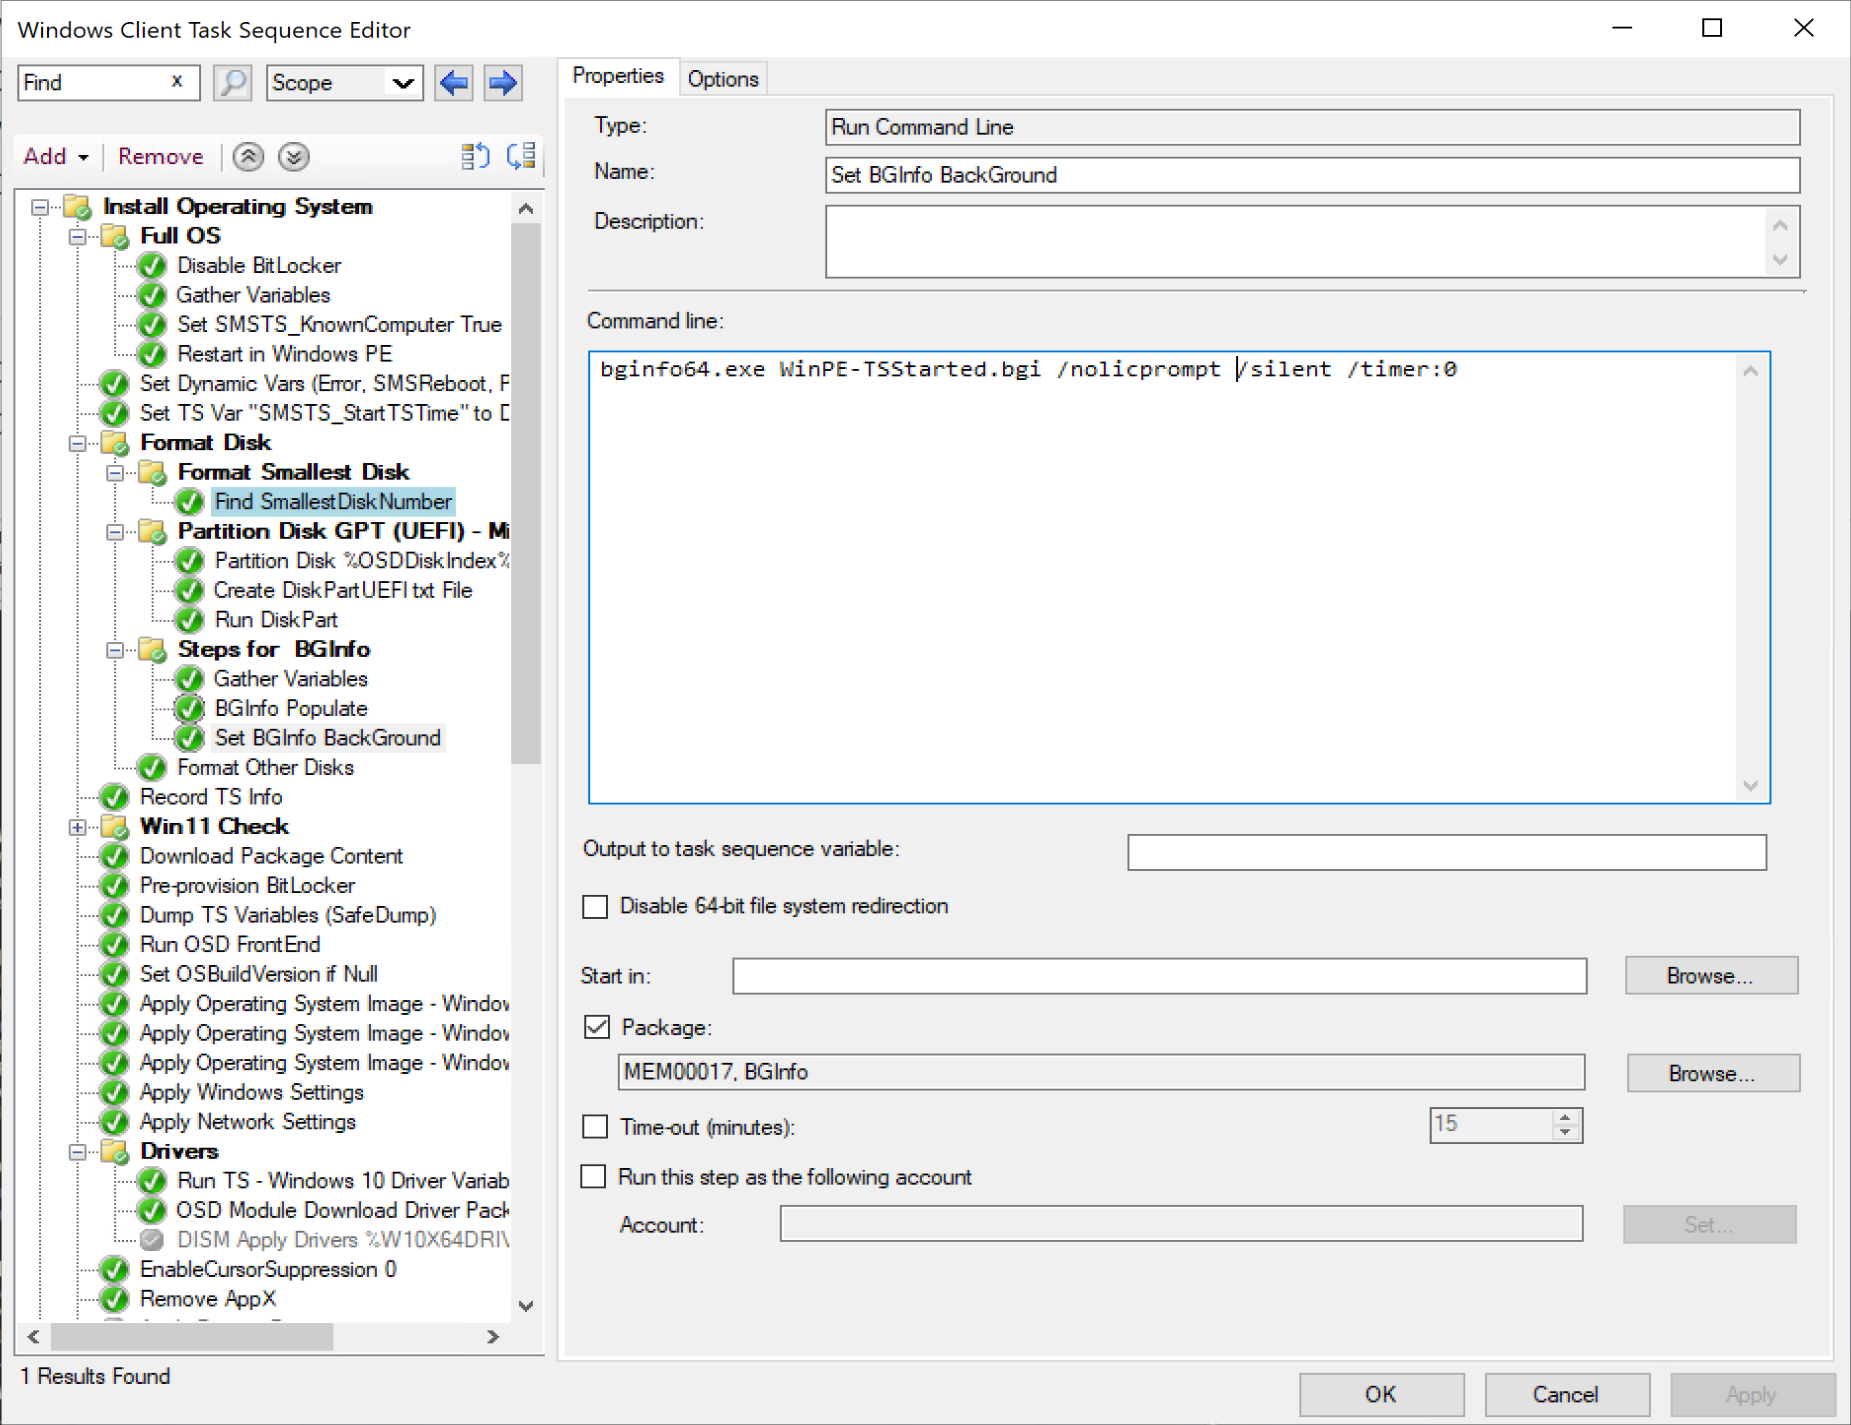 Windows Client Task Sequence Editor
Find x Scope
Properties Options
Add Remove
Install Operating System
Full OS
Disable BitLocker
Gather Variables
Set SMSTS_KnownComputer True
Restart in Windows PE
Set Dynamic Vars (Error, SMSReboot, F
Set TS Var "SMSTS_StartTSTime" to D
Format Disk
Format Smallest Disk
Find SmallestDiskNumber
Partition Disk GPT (UEFI) - Mi
Partition Disk %OSDDiskIndex%
Create DiskPartUEFI txt File
Run DiskPart
Steps for BGInfo
Gather Variables
BGInfo Populate
Set BGInfo BackGround
Format Other Disks
Record TS Info
Win11 Check
Download Package Content
Pre-provision BitLocker
Dump TS Variables (SafeDump)
Run OSD FrontEnd
Set OSBuildVersion if Null
Apply Operating System Image - Window
Apply Operating System Image - Window
Apply Operating System Image - Window
Apply Windows Settings
Apply Network Settings
Drivers
Run TS - Windows 10 Driver Variab
OSD Module Download Driver Pack
DISM Apply Drivers %W10X64DRIV
EnableCursorSuppression 0
Remove AppX
1 Results Found
Type: Run Command Line
Name: Set BGInfo BackGround
Description:
Command line:
bginfo64.exe WinPE-TSStarted.bgi /nolicprompt /silent /timer:0
Output to task sequence variable:
Disable 64-bit file system redirection
Start in: Browse...
Package:
MEM00017, BGInfo Browse...
Time-out (minutes): 15
Run this step as the following account
Account: Set...
OK Cancel Apply